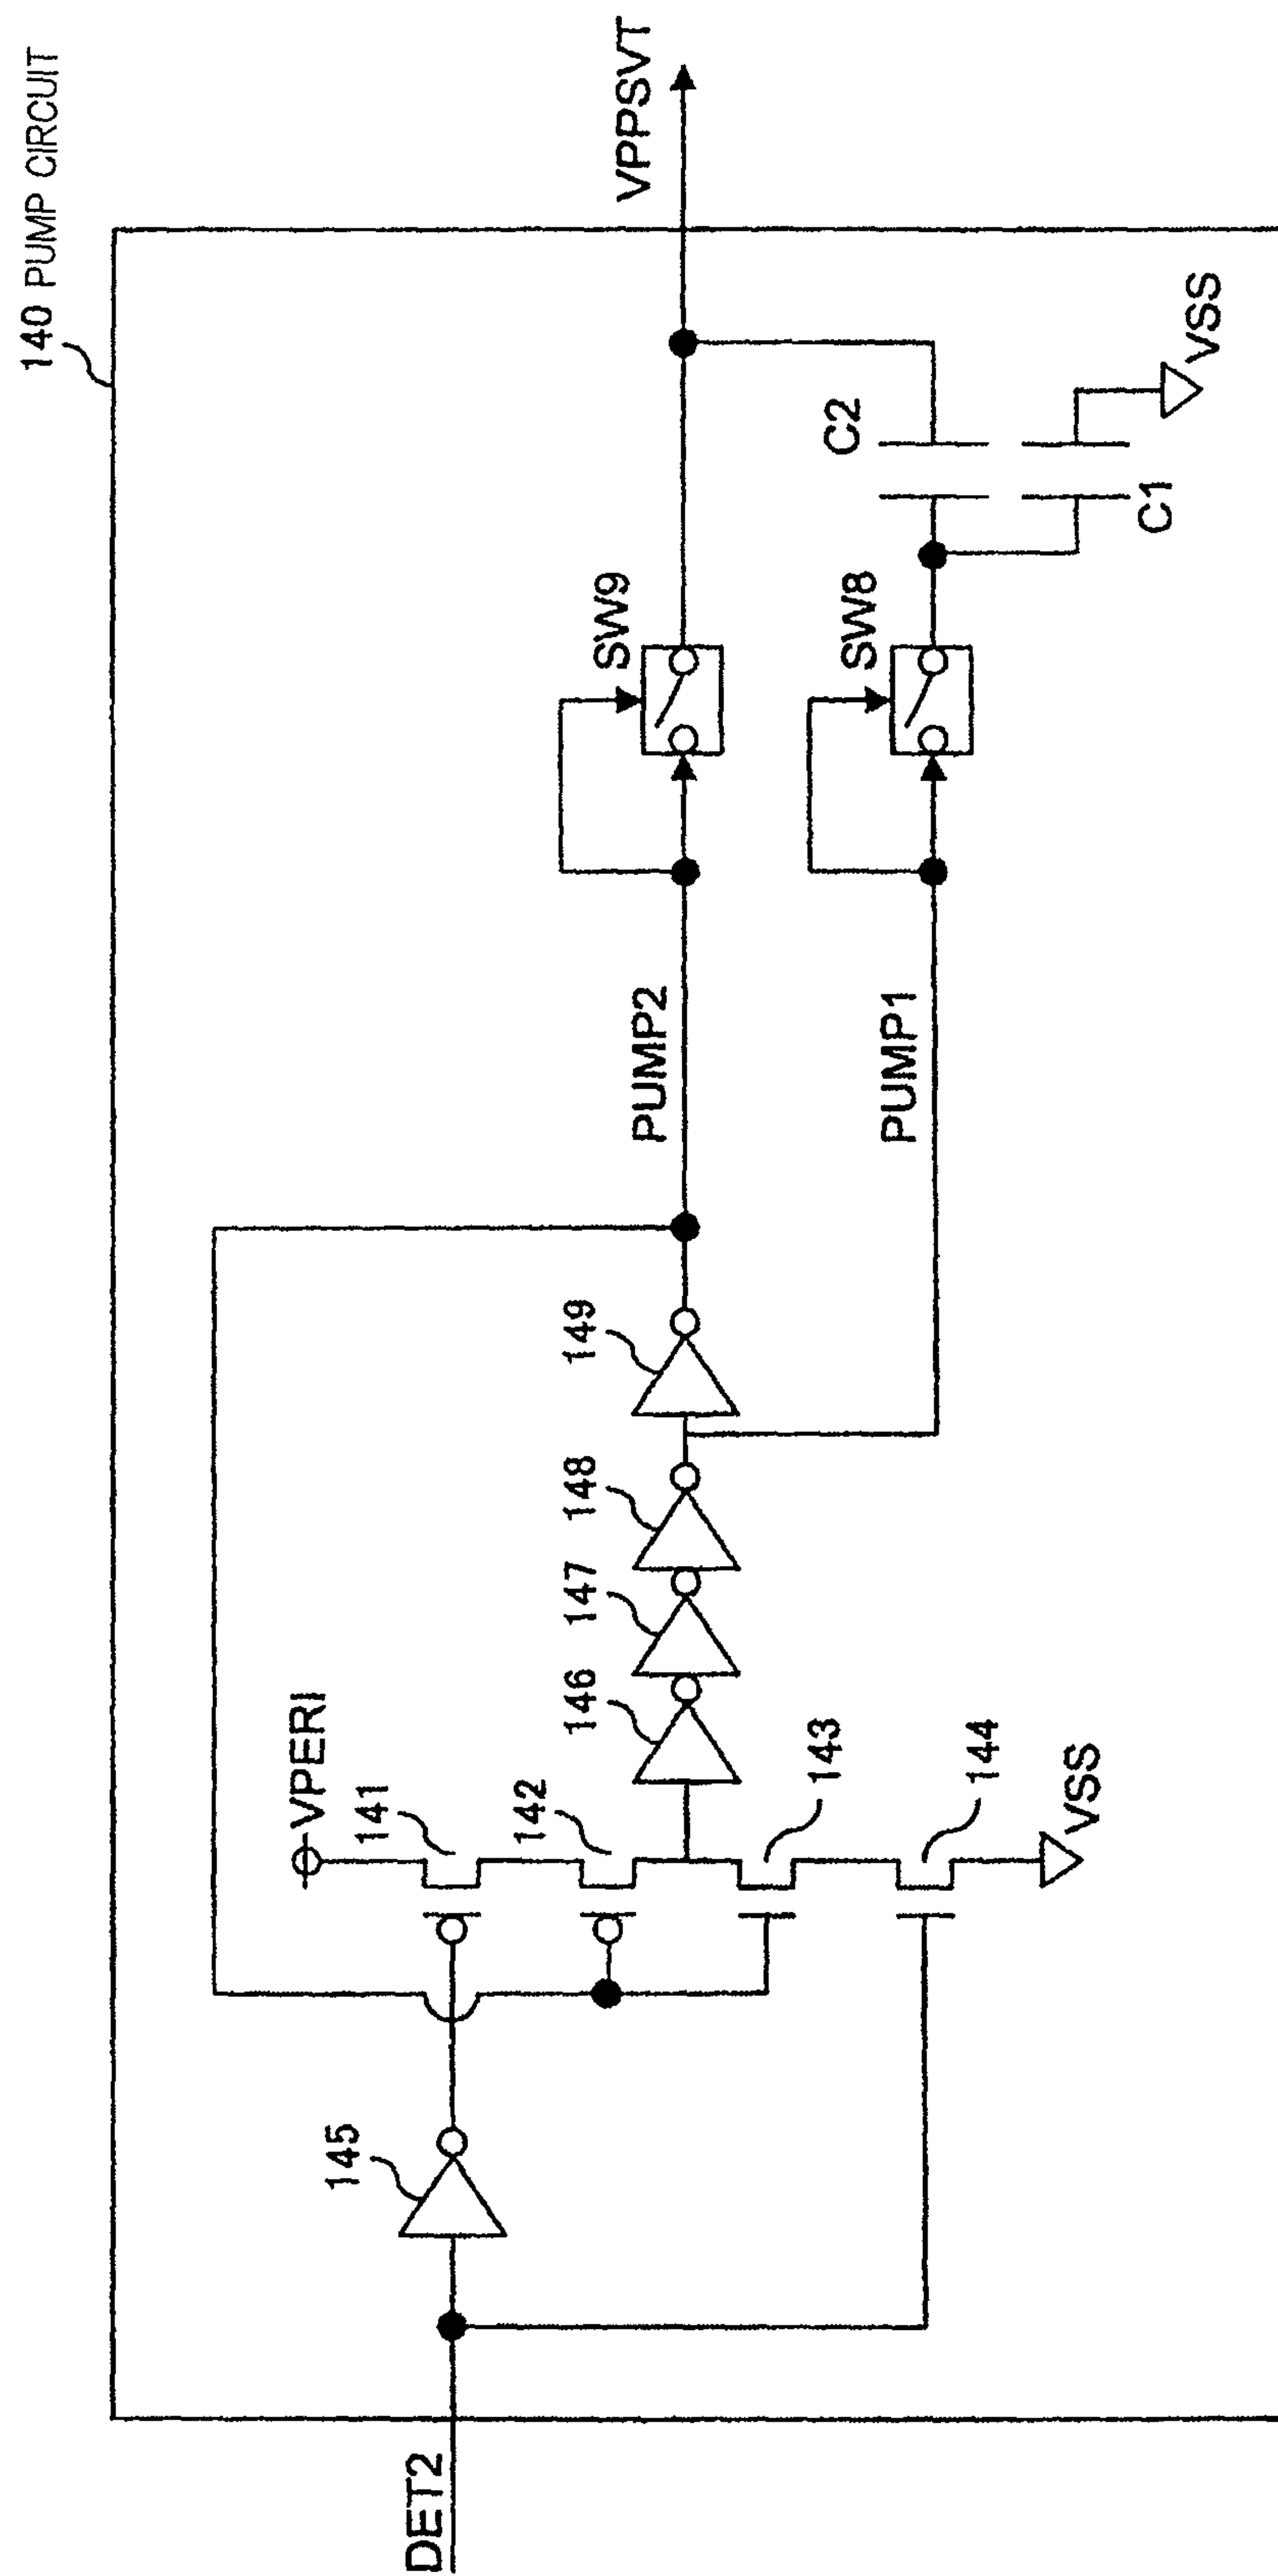 140 PUMP CIRCUIT
VPPSVT
VSS
C2
C1
SW9
SW8
PUMP2
PUMP1
149
148
147
146
VPERI
141
142
143
144
VSS
145
DET2